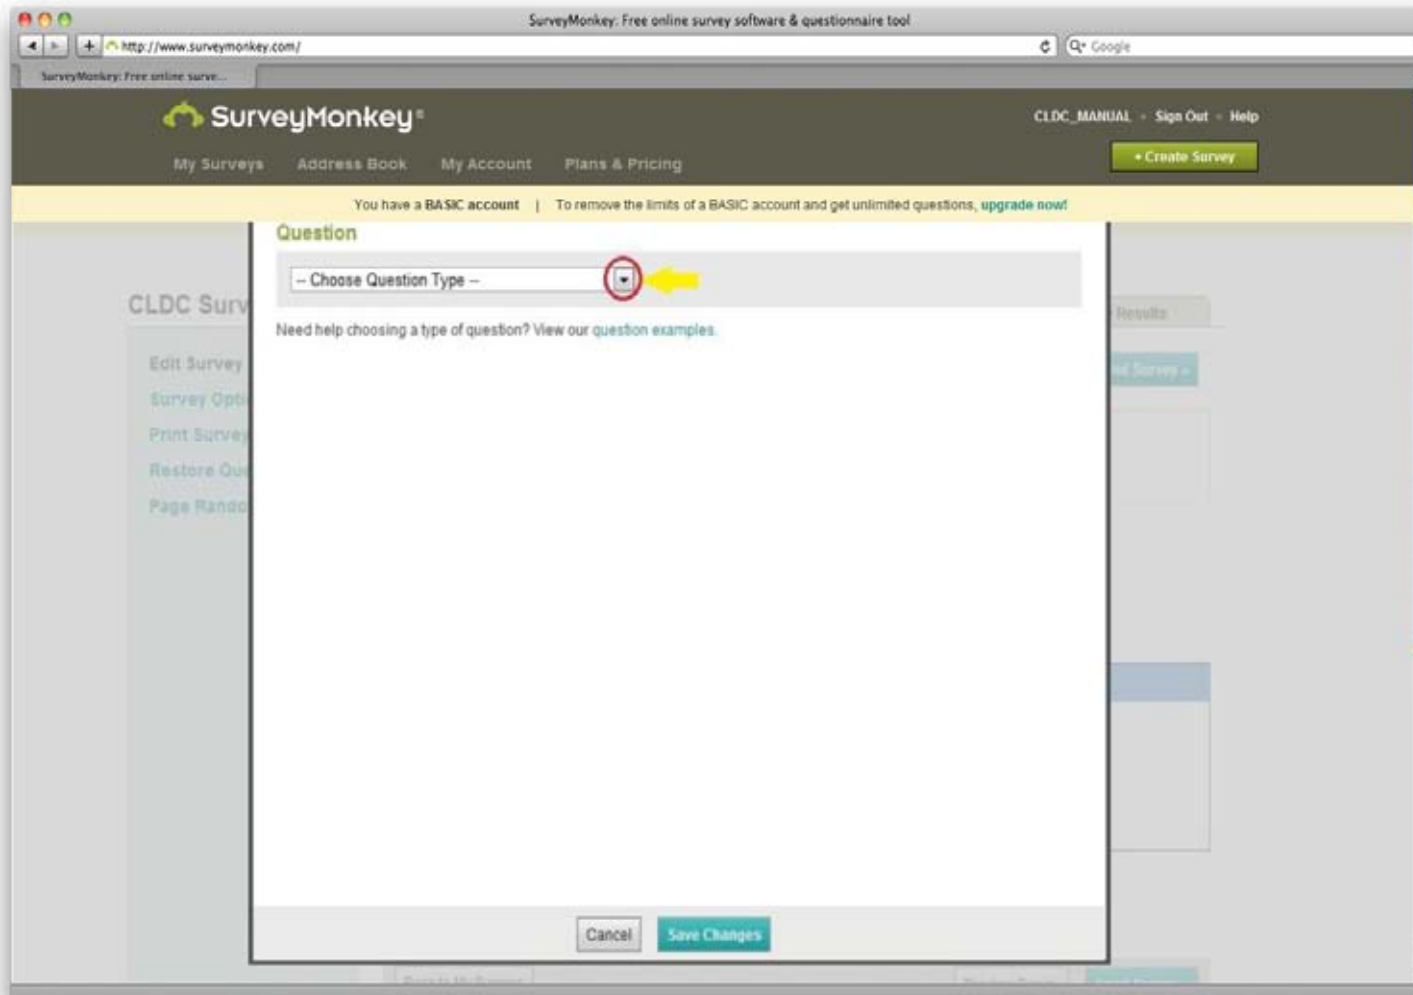 SurveyMonkey: Free online survey software & questionnaire tool
http://www.surveymonkey.com/
Google
SurveyMonkey: Free online surve...
SurveyMonkey®
CLDC_MANUAL Sign Out Help
My Surveys Address Book My Account Plans & Pricing
+ Create Survey
You have a BASIC account | To remove the limits of a BASIC account and get unlimited questions, upgrade now!
Question
-- Choose Question Type --
CLDC Surv
Results
Need help choosing a type of question? View our question examples.
Edit Survey
Survey Opti
Survey »
Print Survey
Restore Que
Page Rando
Cancel
Save Changes